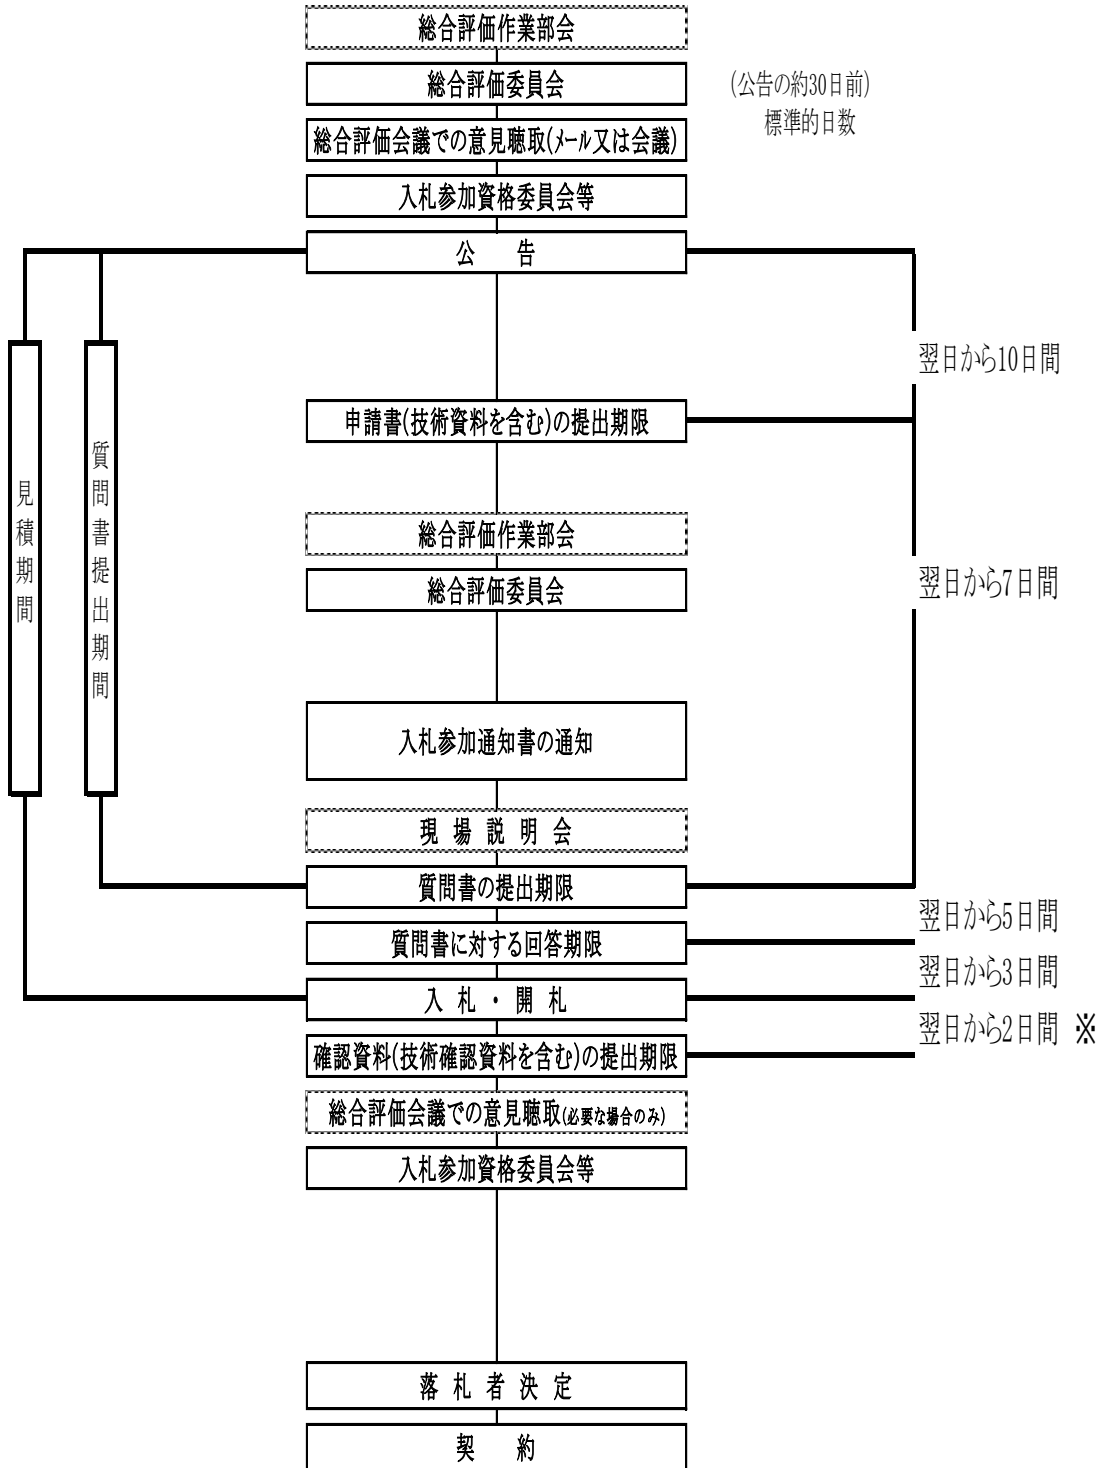 総合評価作業部会
総合評価委員会
(公告の約30日前)
標準的日数
総合評価会議での意見聴取(メール又は会議)
入札参加資格委員会等
公　告
翌日から10日間
申請書(技術資料を含む)の提出期限
見積期間
質問書提出期間
総合評価作業部会
総合評価委員会
翌日から7日間
入札参加通知書の通知
現場説明会
質問書の提出期限
翌日から5日間
質問書に対する回答期限
翌日から3日間
入札・開札
翌日から2日間 ※
確認資料(技術確認資料を含む)の提出期限
総合評価会議での意見聴取(必要な場合のみ)
入札参加資格委員会等
落札者決定
契　約